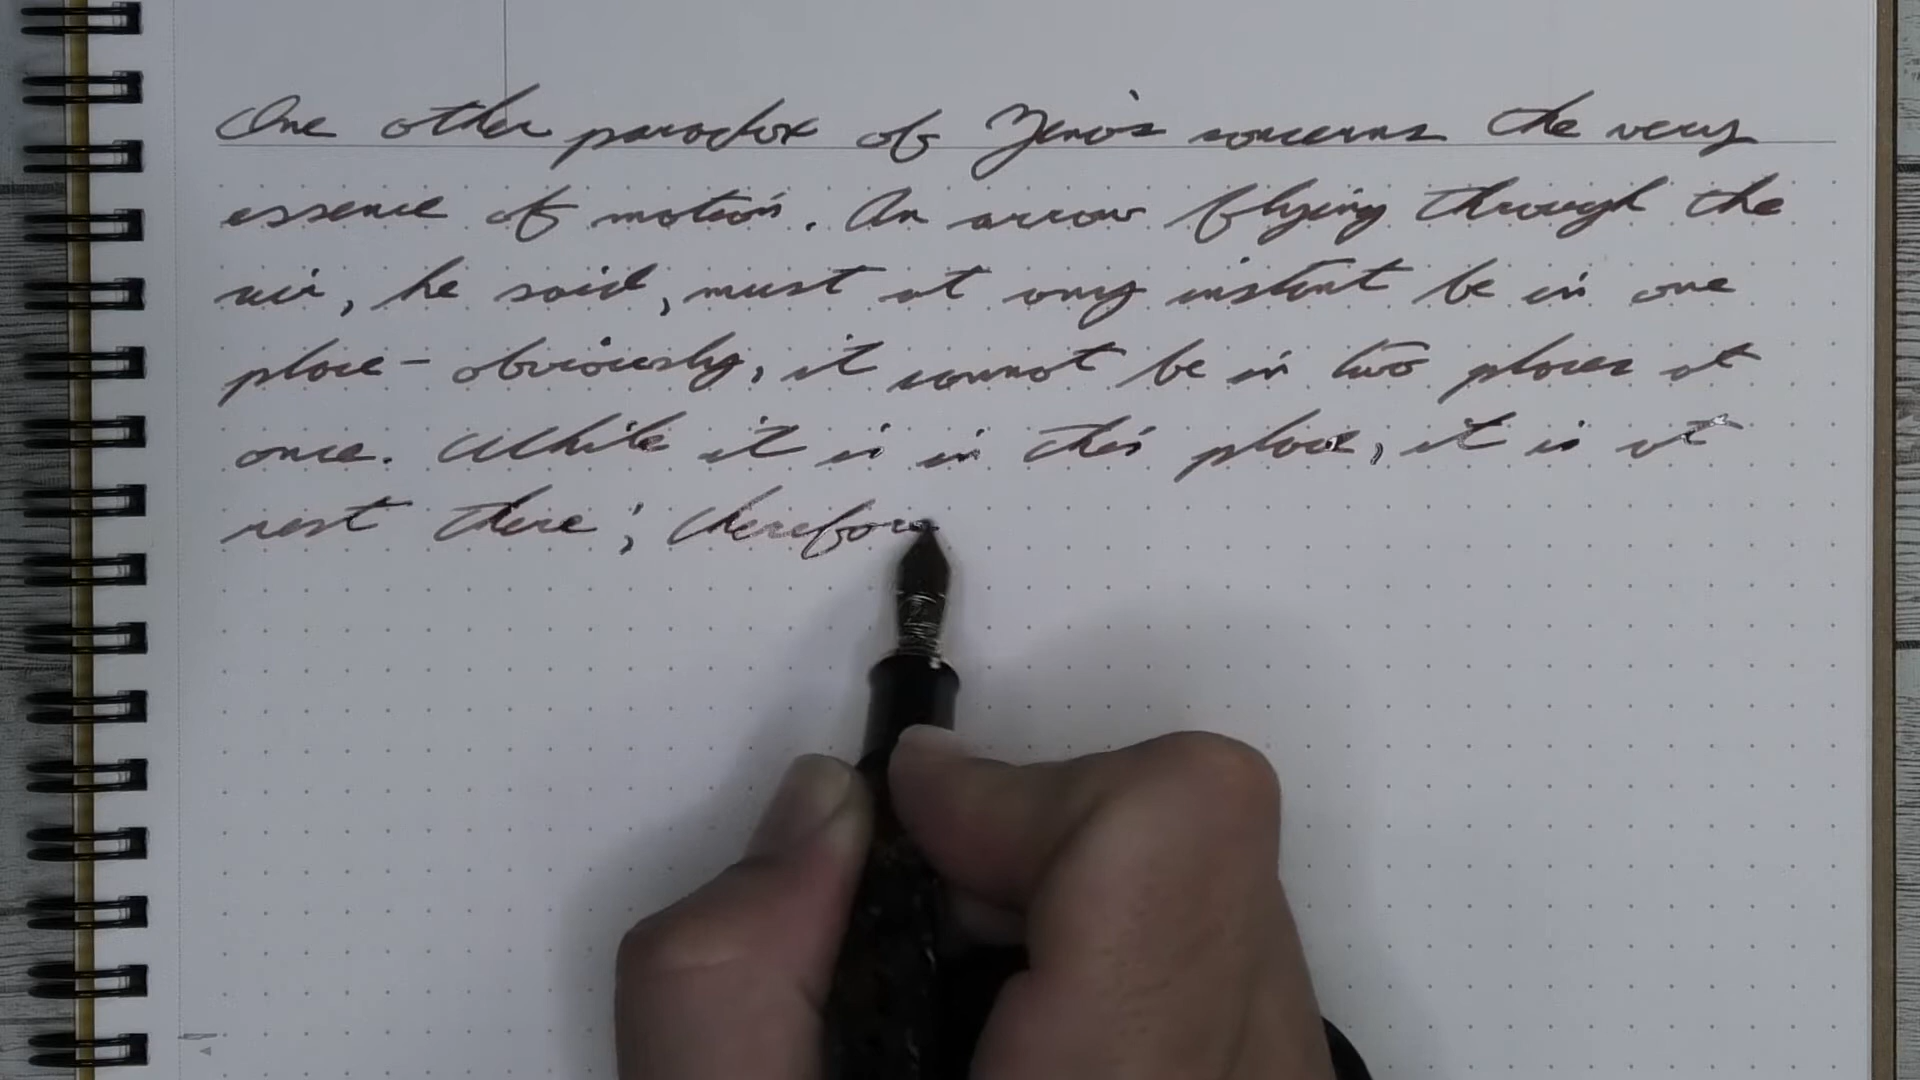 One other paradox of Zeno's concerns the very
essence of motion. An arrow flying through the
air, he said, must at any instant be in one
place - obviously, it cannot be in two places at
once. While it is in this place, it is at
rest there; therefore